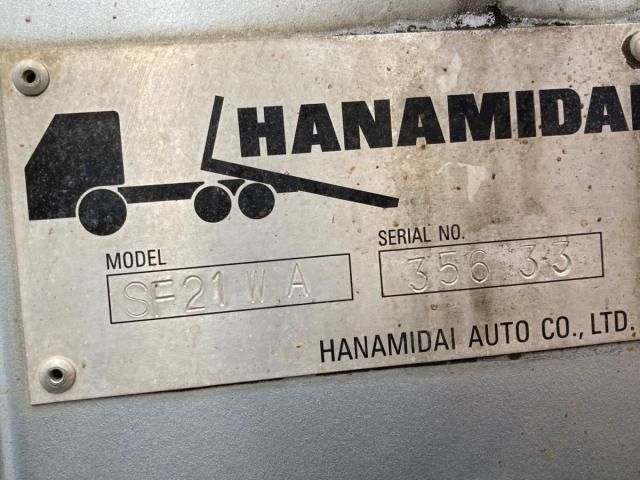 HANAMIDAI
MODEL
SF21WA
SERIAL NO.
35633
HANAMIDAI AUTO CO., LTD.